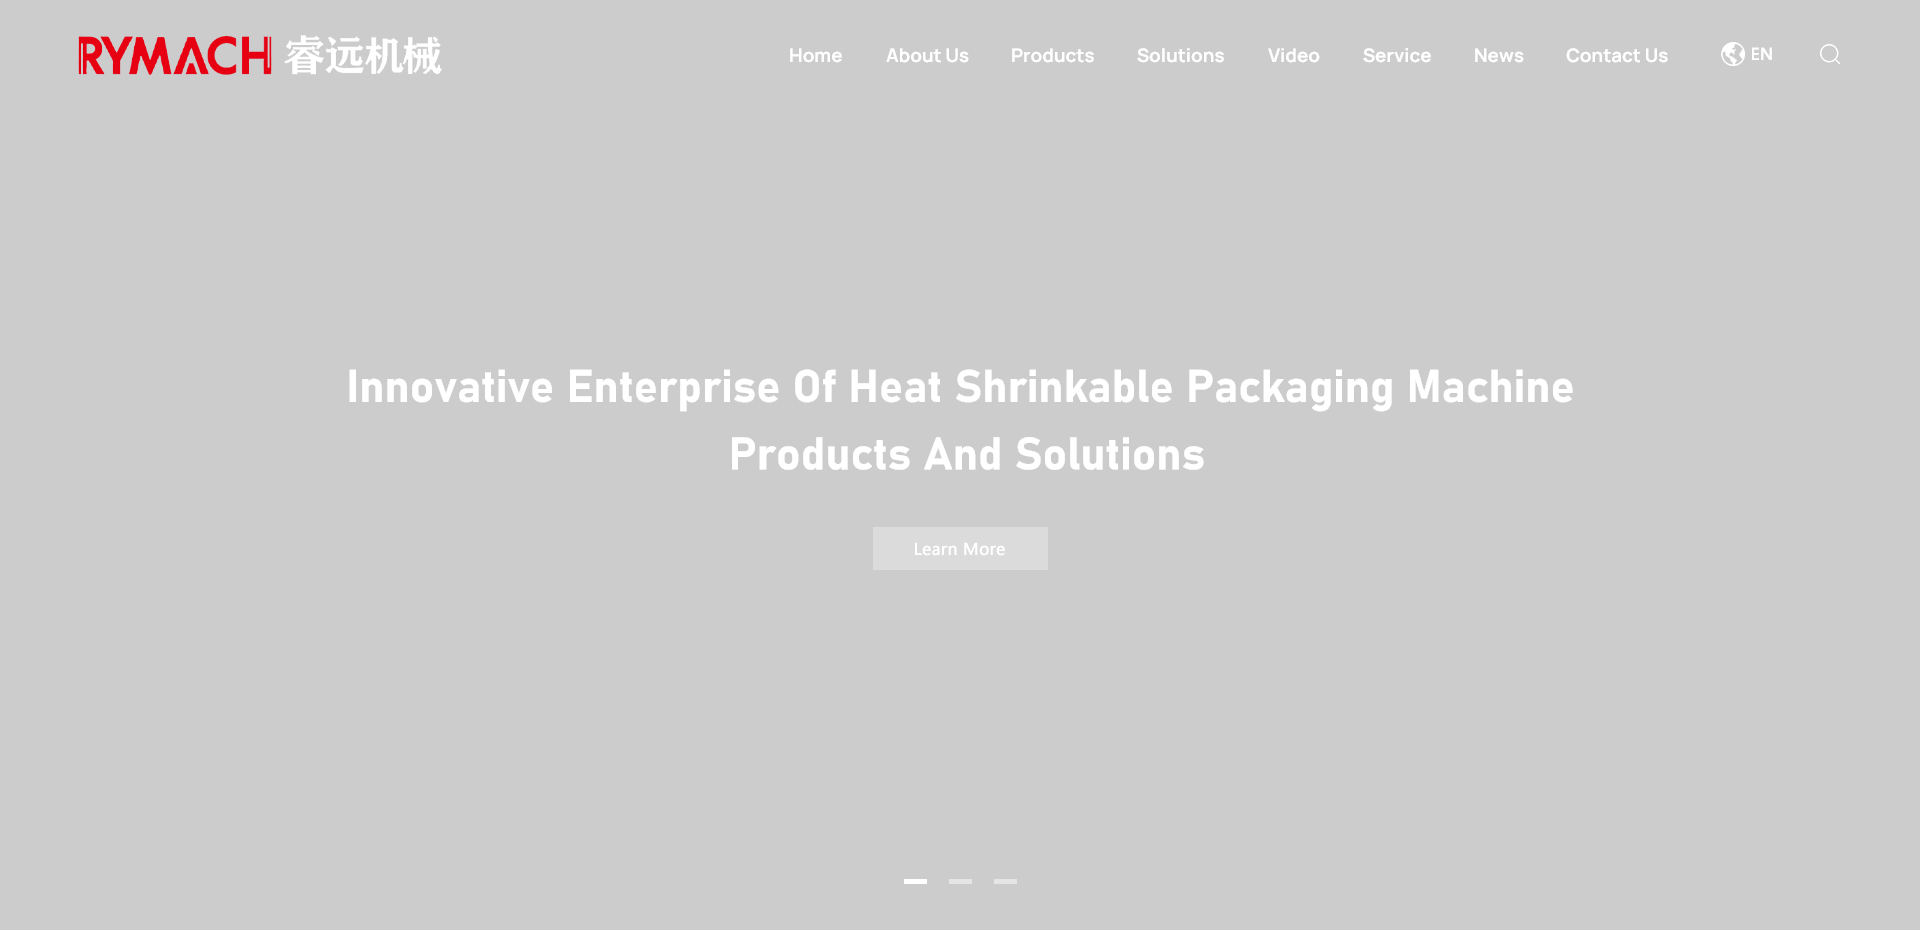 RYMACH 睿远机械
Home About Us Products Solutions Video Service News Contact Us EN
Innovative Enterprise Of Heat Shrinkable Packaging Machine
Products And Solutions
Learn More